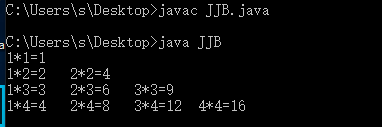 C:\Users\s\Desktop>javac JJB.java
C:\Users\s\Desktop>java JJB
1*1=1
1*2=2   2*2=4
1*3=3   2*3=6   3*3=9
1*4=4   2*4=8   3*4=12  4*4=16